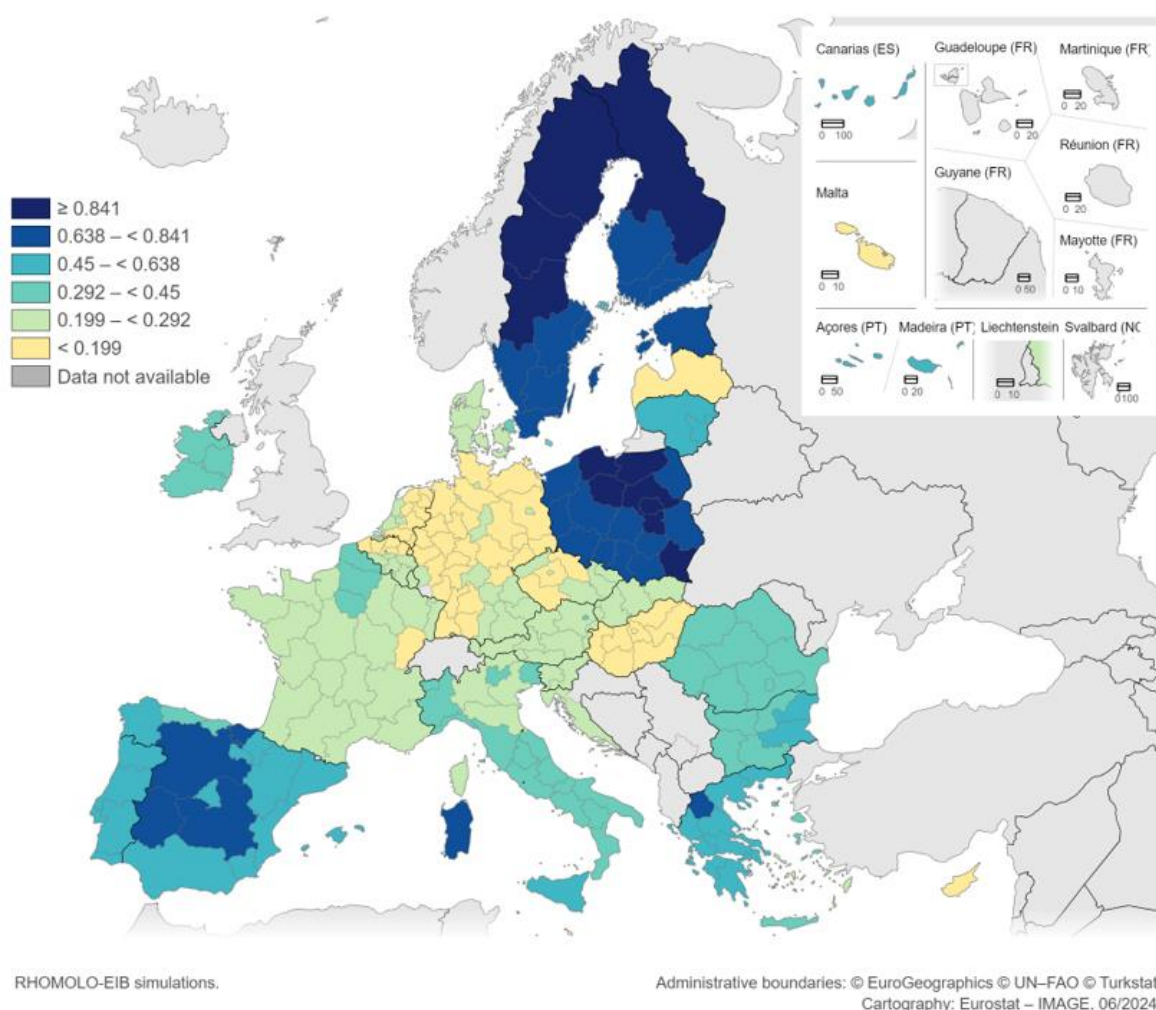 Canarias (ES)
0 100
Guadeloupe (FR)
0 20
Martinique (FR)
0 20
Réunion (FR)
0 20
Guyane (FR)
0 50
Mayotte (FR)
0 10
Malta
0 10
Açores (PT)
0 50
Madeira (PT)
0 20
Liechtenstein
0 10
Svalbard (NO
0100
≥ 0.841
0.638 – < 0.841
0.45 – < 0.638
0.292 – < 0.45
0.199 – < 0.292
< 0.199
Data not available
RHOMOLO-EIB simulations.
Administrative boundaries: © EuroGeographics © UN–FAO © Turkstat
Cartography: Eurostat – IMAGE, 06/2024